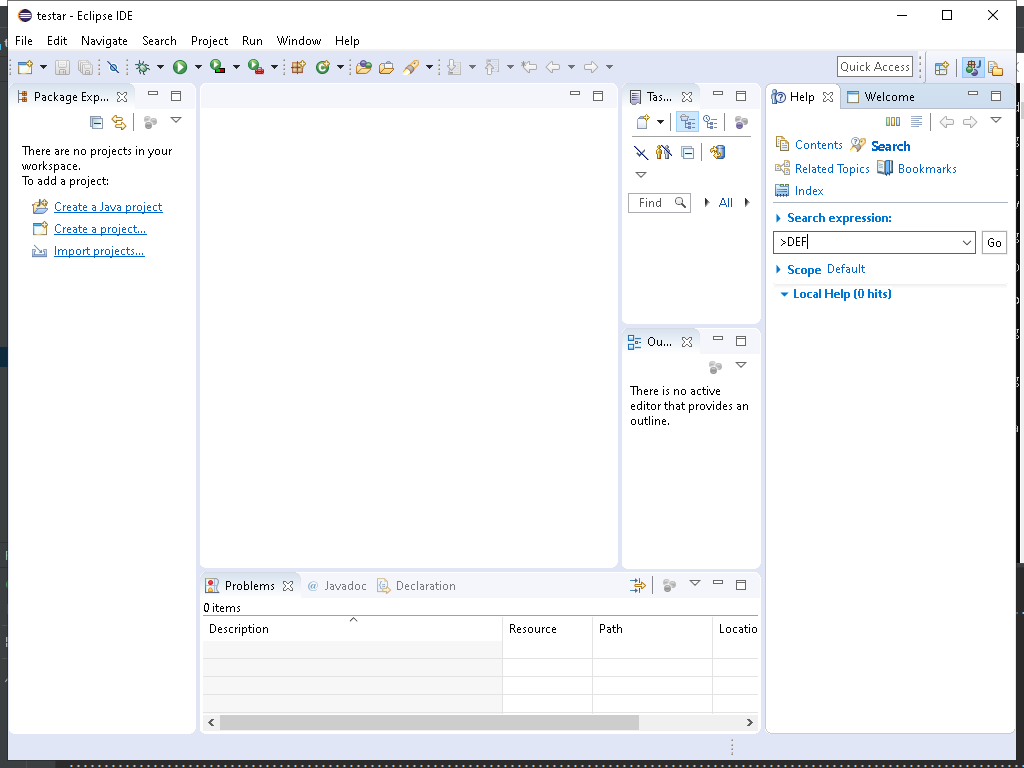 testar - Eclipse IDE
File Edit Navigate Search Project Run Window Help
Quick Access
Package Exp...
There are no projects in your
workspace.
To add a project:
Create a Java project
Create a project...
Import projects...
Tas...
Find
All
Ou...
There is no active
editor that provides an
outline.
Help
Welcome
Contents Search
Related Topics Bookmarks
Index
Search expression:
>DEF
Go
Scope Default
Local Help (0 hits)
Problems @ Javadoc Declaration
0 items
Description Resource Path Locatio